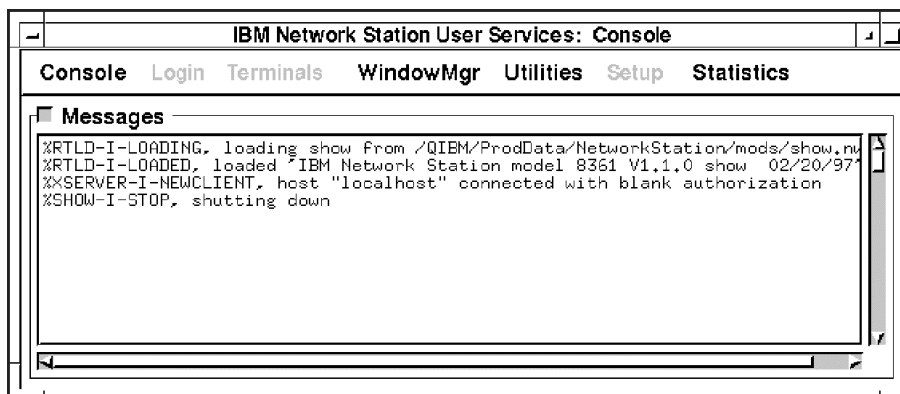 IBM Network Station User Services: Console
Console Login Terminals WindowMgr Utilities Setup Statistics
Messages
%RTLD-I-LOADING, loading show from /QIBM/ProdData/NetworkStation/mods/show.nw
%RTLD-I-LOADED, loaded "IBM Network Station model 8361 V1.1.0 show 02/20/97
%XSERVER-I-NEWCLIENT, host "localhost" connected with blank authorization
%SHOW-I-STOP, shutting down